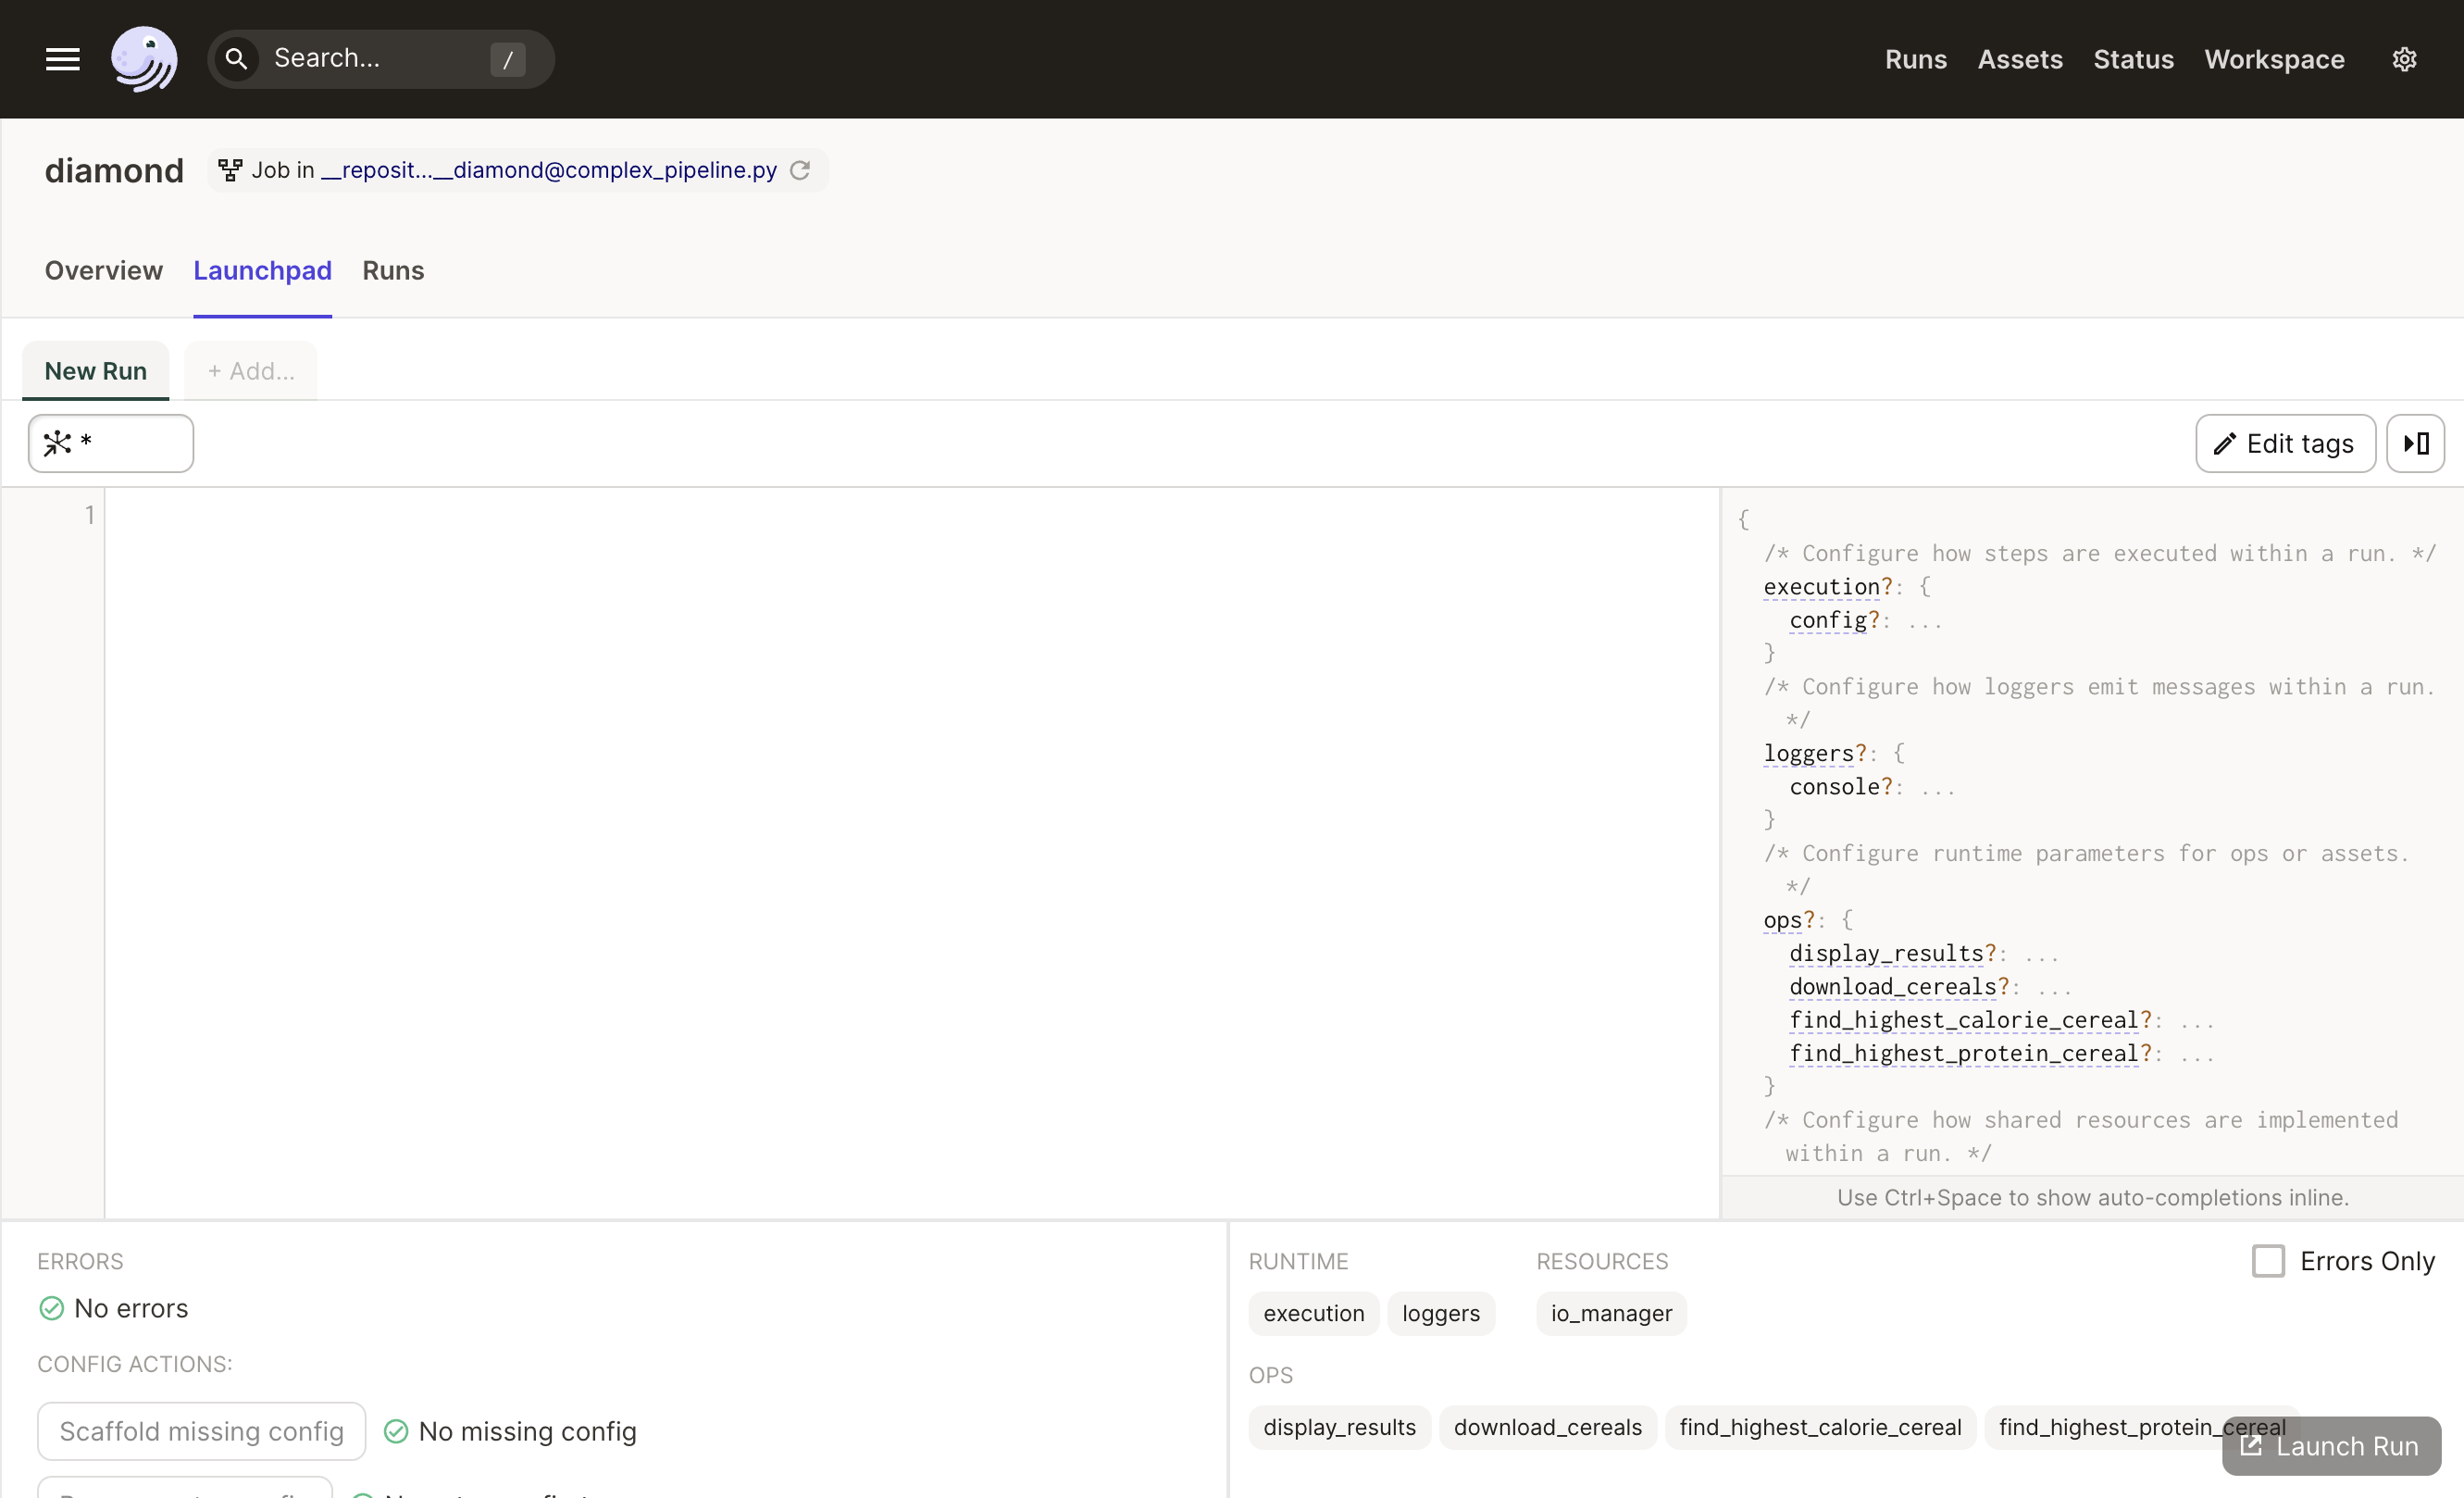 Search... /
Runs Assets Status Workspace
diamond Job in __reposit...__diamond@complex_pipeline.py
Overview Launchpad Runs
New Run + Add...
* Edit tags
1
{
/* Configure how steps are executed within a run. */
execution?: {
config?: ...
}
/* Configure how loggers emit messages within a run.
*/
loggers?: {
console?: ...
}
/* Configure runtime parameters for ops or assets.
*/
ops?: {
display_results?: ...
download_cereals?: ...
find_highest_calorie_cereal?: ...
find_highest_protein_cereal?: ...
}
/* Configure how shared resources are implemented
within a run. */
Use Ctrl+Space to show auto-completions inline.
ERRORS
No errors
CONFIG ACTIONS:
Scaffold missing config No missing config
RUNTIME RESOURCES Errors Only
execution loggers io_manager
OPS
display_results download_cereals find_highest_calorie_cereal find_highest_protein_cereal
Launch Run